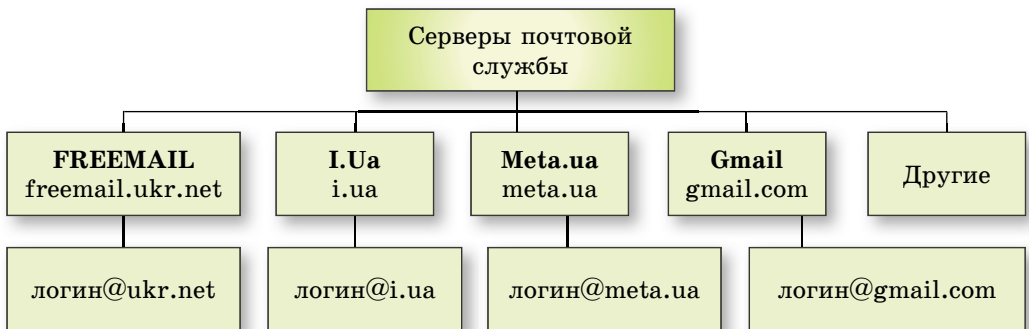 Серверы почтовой
службы
FREEMAIL
freemail.ukr.net
I.Ua
i.ua
Meta.ua
meta.ua
Gmail
gmail.com
Другие
логин@ukr.net
логин@i.ua
логин@meta.ua
логин@gmail.com